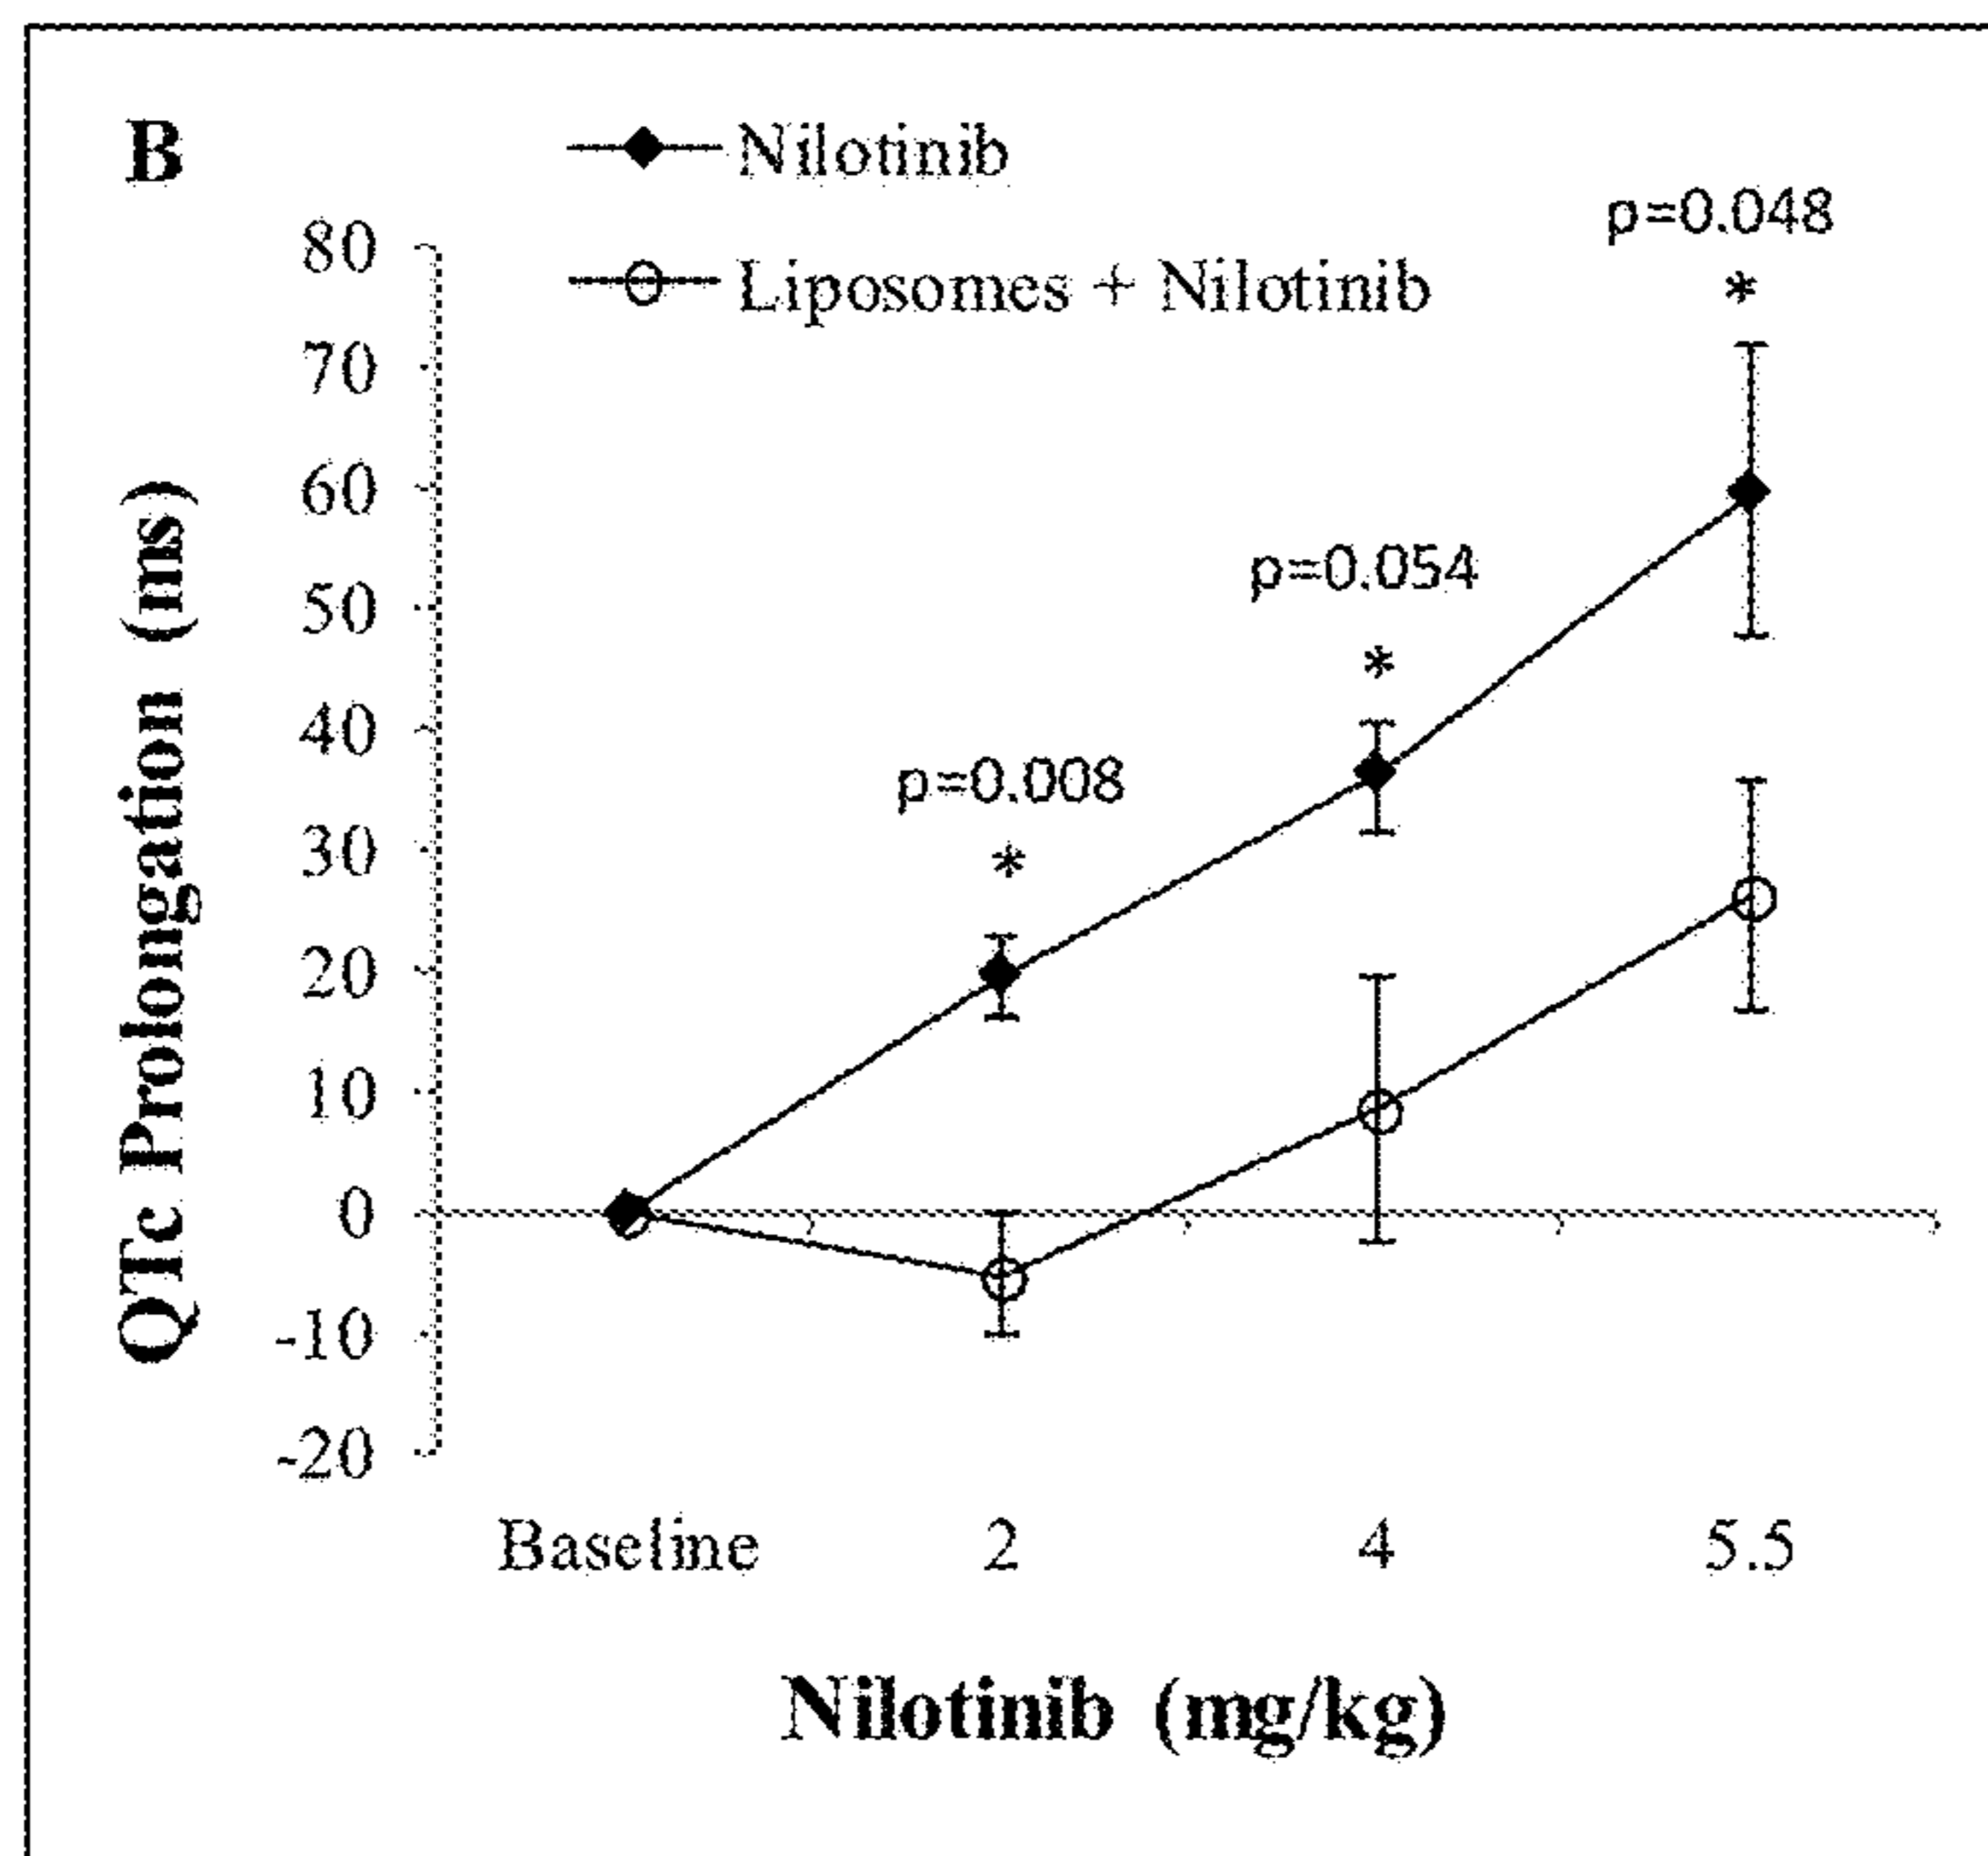 B
Nilotinib
Liposomes + Nilotinib
p=0.048
*
p=0.054
*
p=0.008
*
80
70
60
50
40
30
20
10
0
-10
-20
QTc Prolongation (ms)
Baseline 2 4 5.5
Nilotinib (mg/kg)